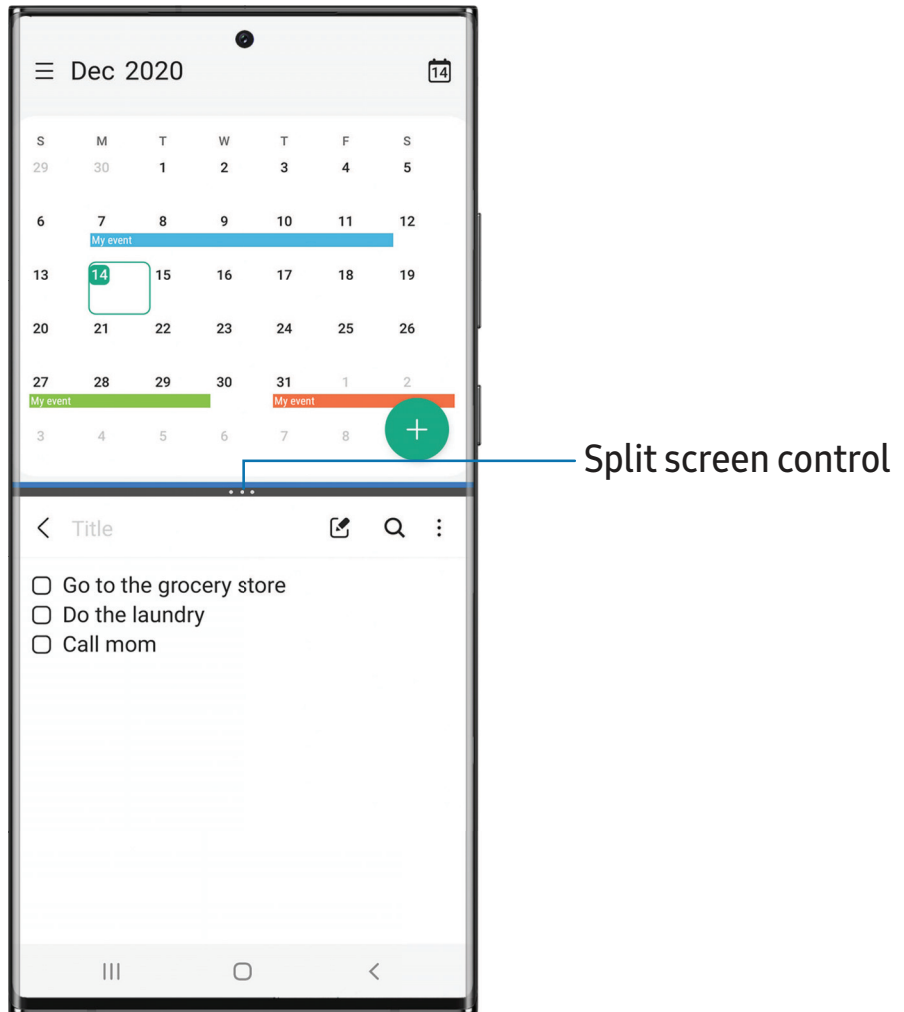 Dec 2020
14
S M T W T F S
29 30 1 2 3 4 5
6 7 8 9 10 11 12
My event
13 14 15 16 17 18 19
20 21 22 23 24 25 26
27 28 29 30 31 1 2
My event My event
3 4 5 6 7 8
Split screen control
Title
Go to the grocery store
Do the laundry
Call mom